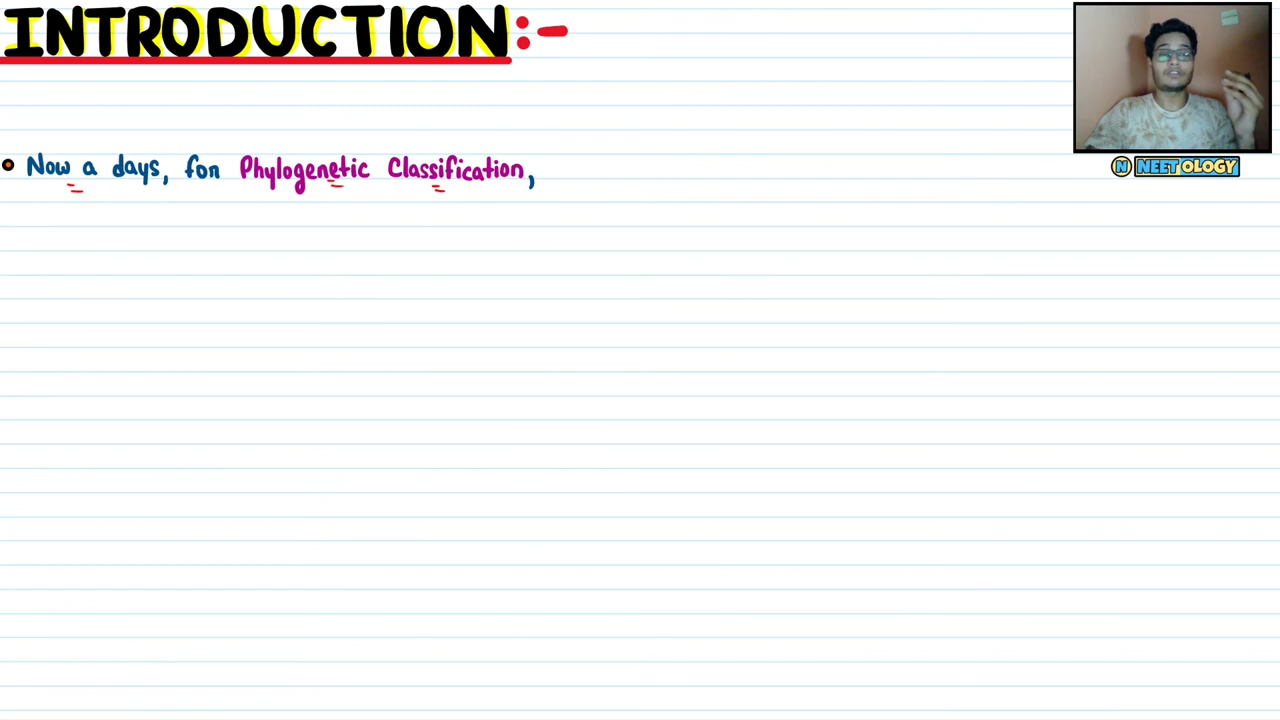 INTRODUCTION:-
• Now a days, for Phylogenetic Classification,
N NEETOLOGY